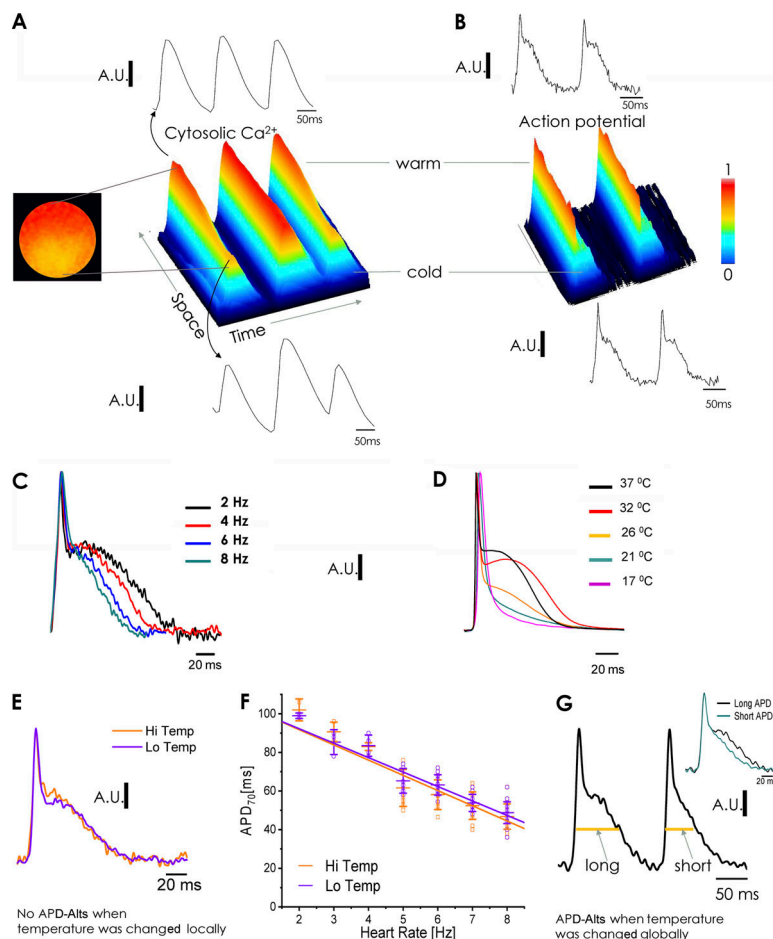 A
B
A.U.
A.U.
50ms
50ms
Cytosolic Ca²⁺
Action potential
warm
1
cold
0
Space
Time
A.U.
A.U.
50ms
50ms
C
2 Hz
4 Hz
6 Hz
8 Hz
20 ms
A.U.
D
37 ⁰C
32 ⁰C
26 ⁰C
21 ⁰C
17 ⁰C
20 ms
E
Hi Temp
Lo Temp
A.U.
20 ms
No APD-Alts when
temperature was changed locally
F
APD₇₀[ms]
100
80
60
40
20
0
Hi Temp
Lo Temp
2 3 4 5 6 7 8
Heart Rate [Hz]
G
Long APD
Short APD
20 m
A.U.
long
short
50 ms
APD-Alts when temperature
was changed globally